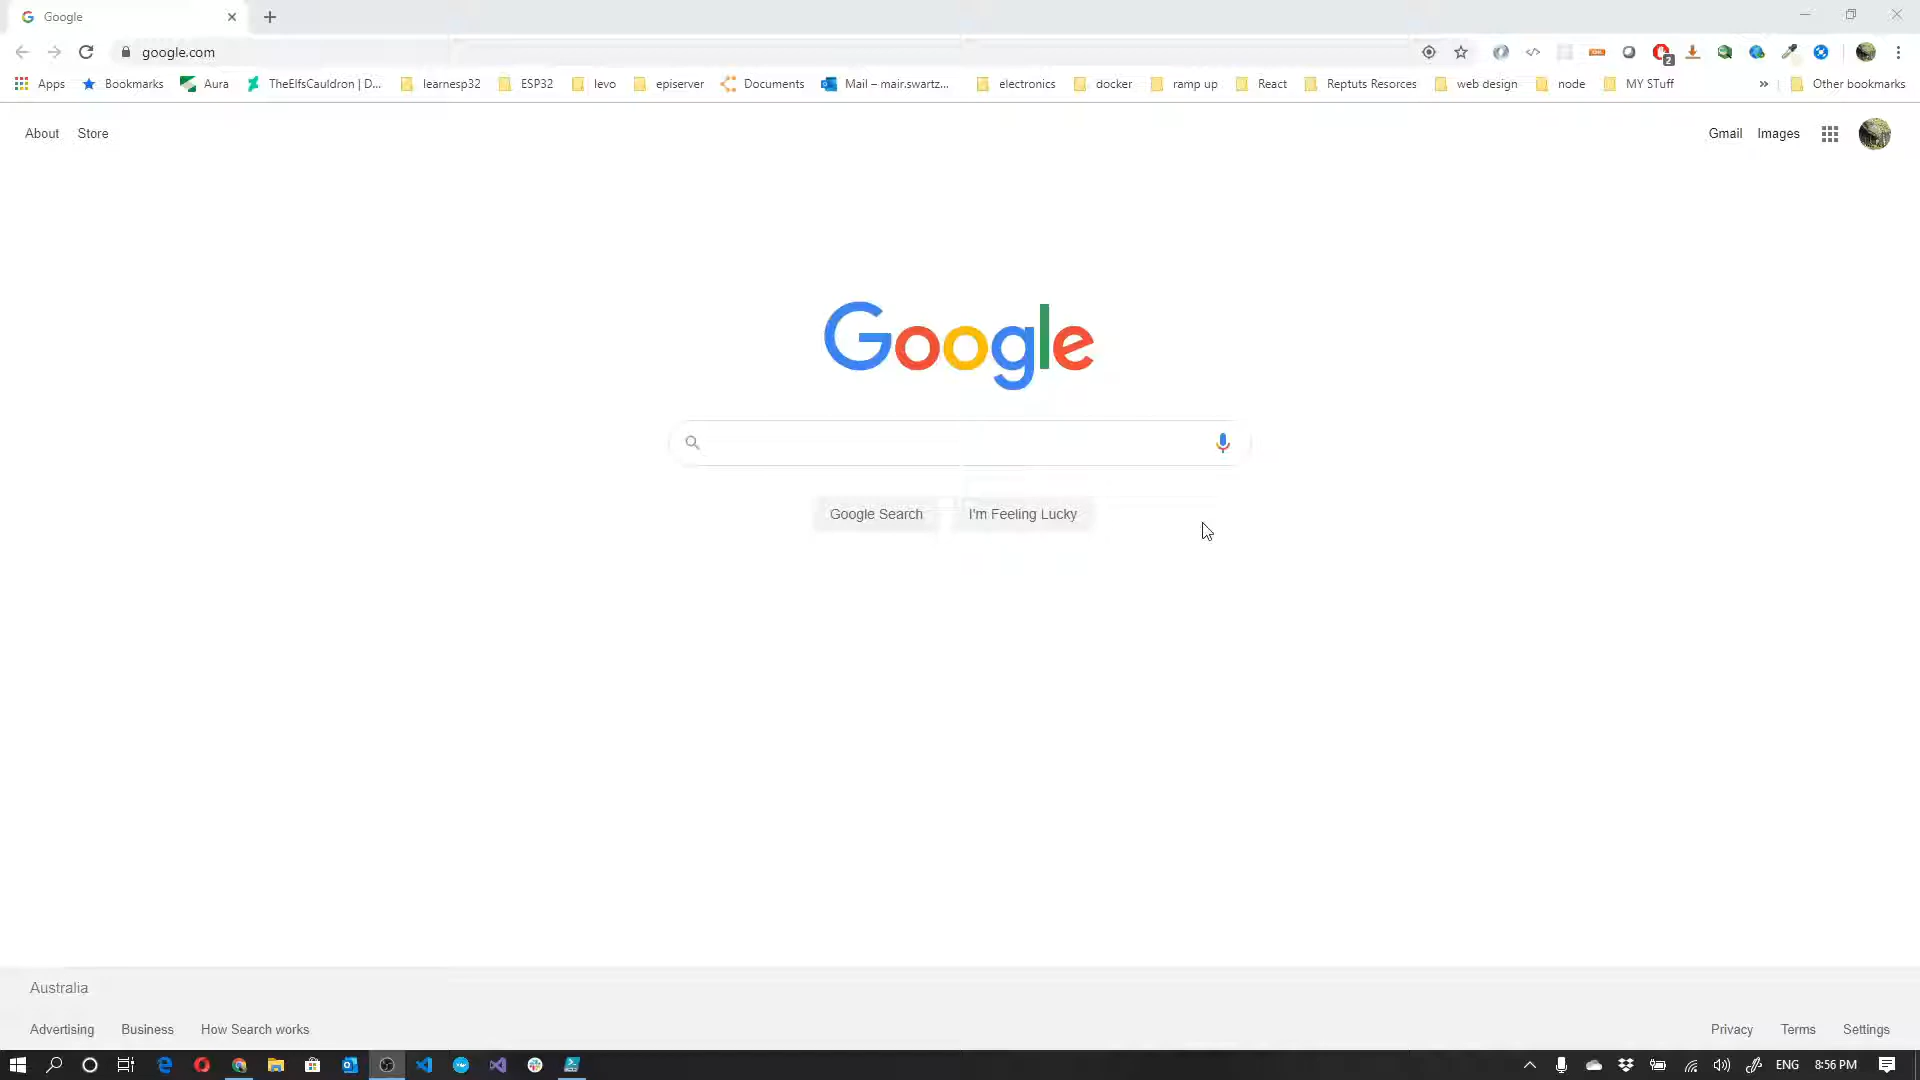 Google
google.com
2
Apps Bookmarks Aura TheElfsCauldron | D... learnesp32 ESP32 levo episerver Documents Mail – mair.swartz... electronics docker ramp up React Reptuts Resorces web design node MY STuff » Other bookmarks
About Store Gmail Images
Google
Google Search I'm Feeling Lucky
Australia
Advertising Business How Search works Privacy Terms Settings
ENG 8:56 PM